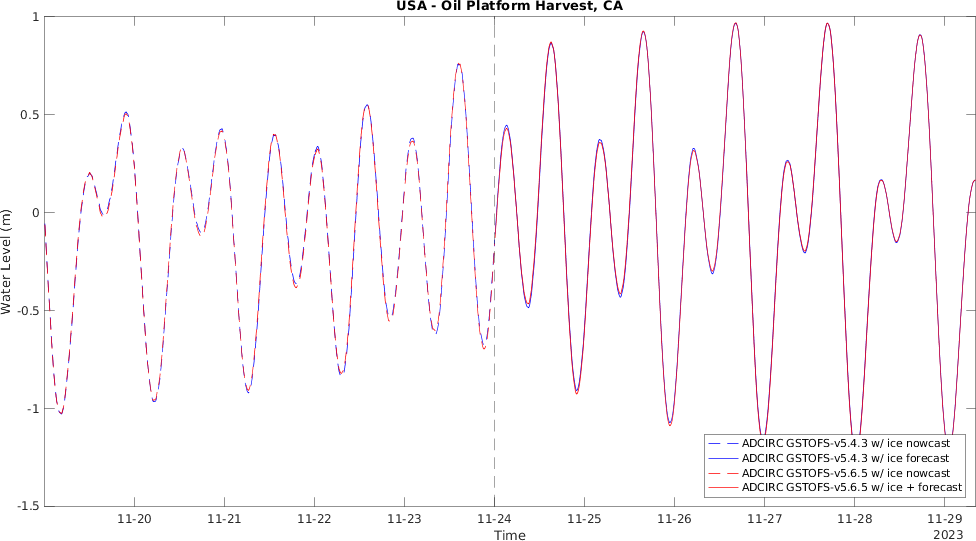 USA - Oil Platform Harvest, CA
1
0.5
0
-0.5
-1
-1.5
Water Level (m)
ADCIRC GSTOFS-v5.4.3 w/ ice nowcast
ADCIRC GSTOFS-v5.4.3 w/ ice forecast
ADCIRC GSTOFS-v5.6.5 w/ ice nowcast
ADCIRC GSTOFS-v5.6.5 w/ ice + forecast
11-20 11-21 11-22 11-23 11-24 11-25 11-26 11-27 11-28 11-29
Time
2023